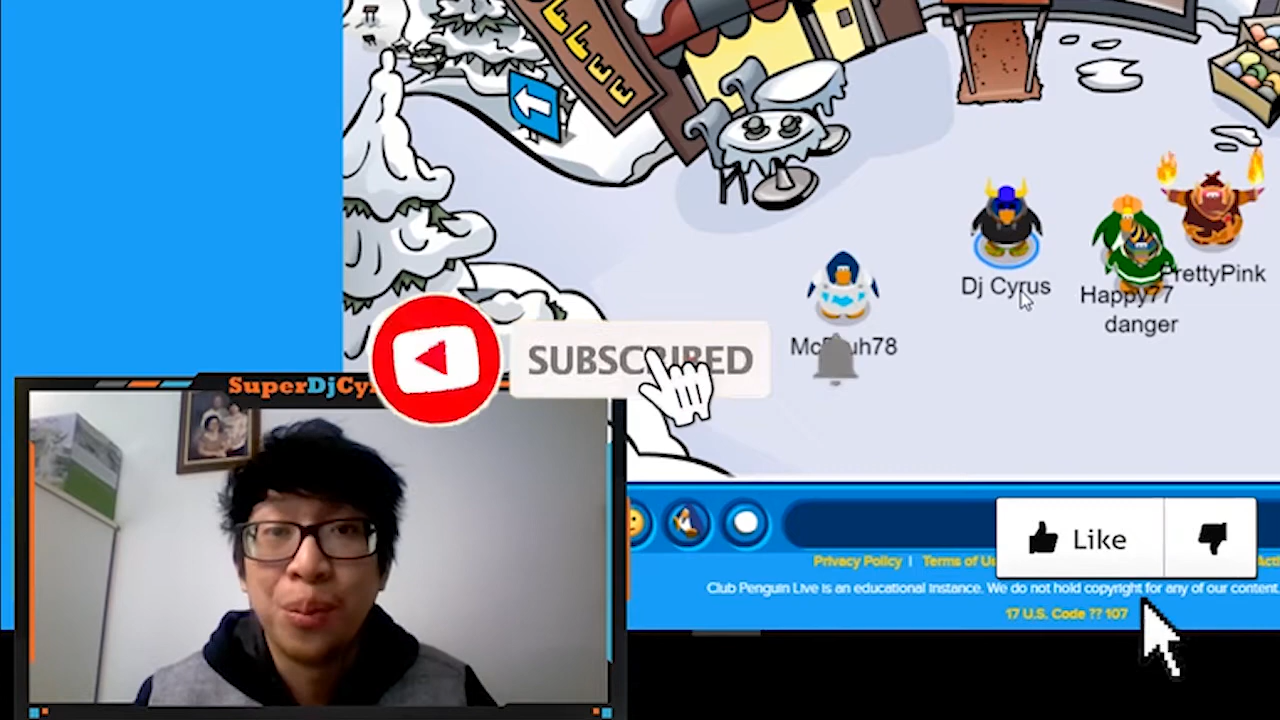 FFEE
Dj Cyrus
PrettyPink
Happy77
danger
SUBSCRIBED
SuperDjCy
Like
Privacy Policy |
Terms of U
Club Penguin Live is an educational instance. We do not hold copyright for any of our content.
17 U.S. Code ?? 107